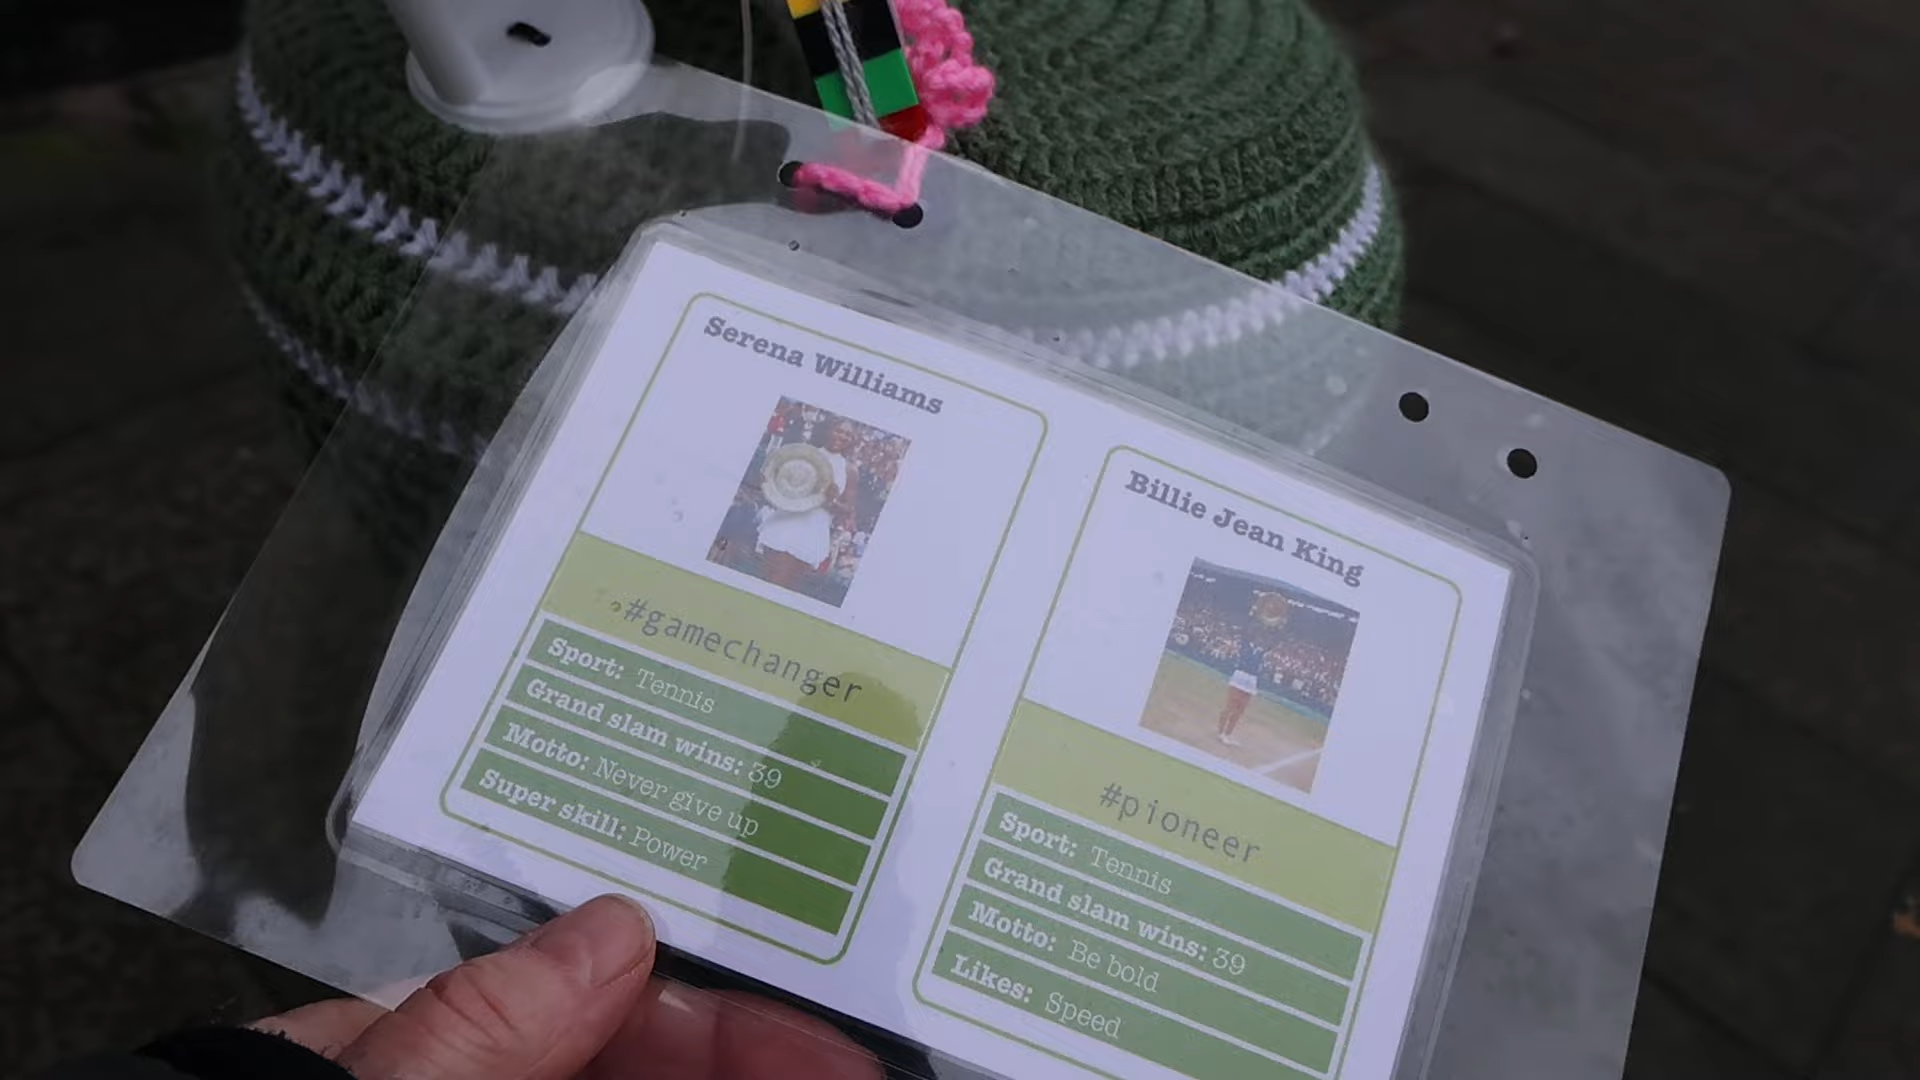 Serena Williams
#gamechanger
Sport: Tennis
Grand slam wins: 39
Motto: Never give up
Super skill: Power
Billie Jean King
#pioneer
Sport: Tennis
Grand slam wins: 39
Motto: Be bold
Likes: Speed